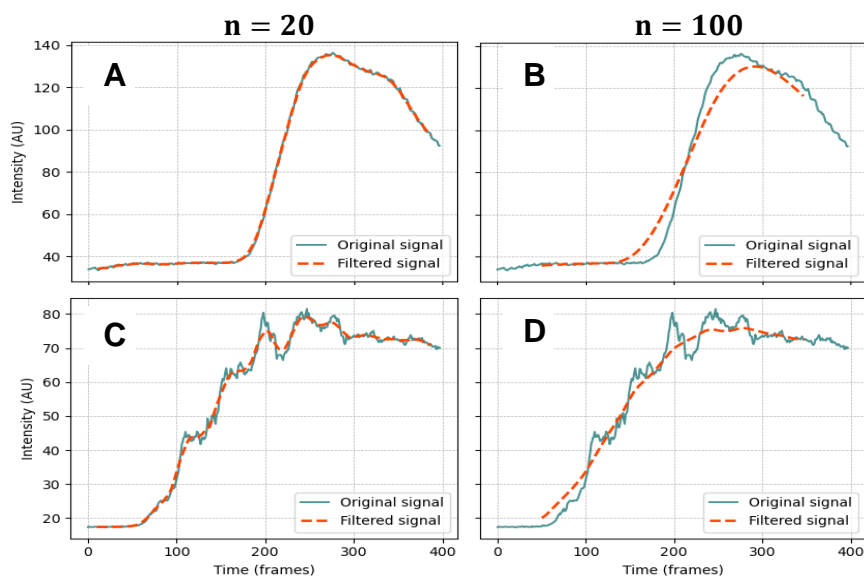 n = 20
n = 100
A
B
140
120
100
80
60
40
Intensity (AU)
Original signal
Filtered signal
Original signal
Filtered signal
C
D
80
70
60
50
40
30
20
Intensity (AU)
Original signal
Filtered signal
Original signal
Filtered signal
0 100 200 300 400
0 100 200 300 400
Time (frames)
Time (frames)